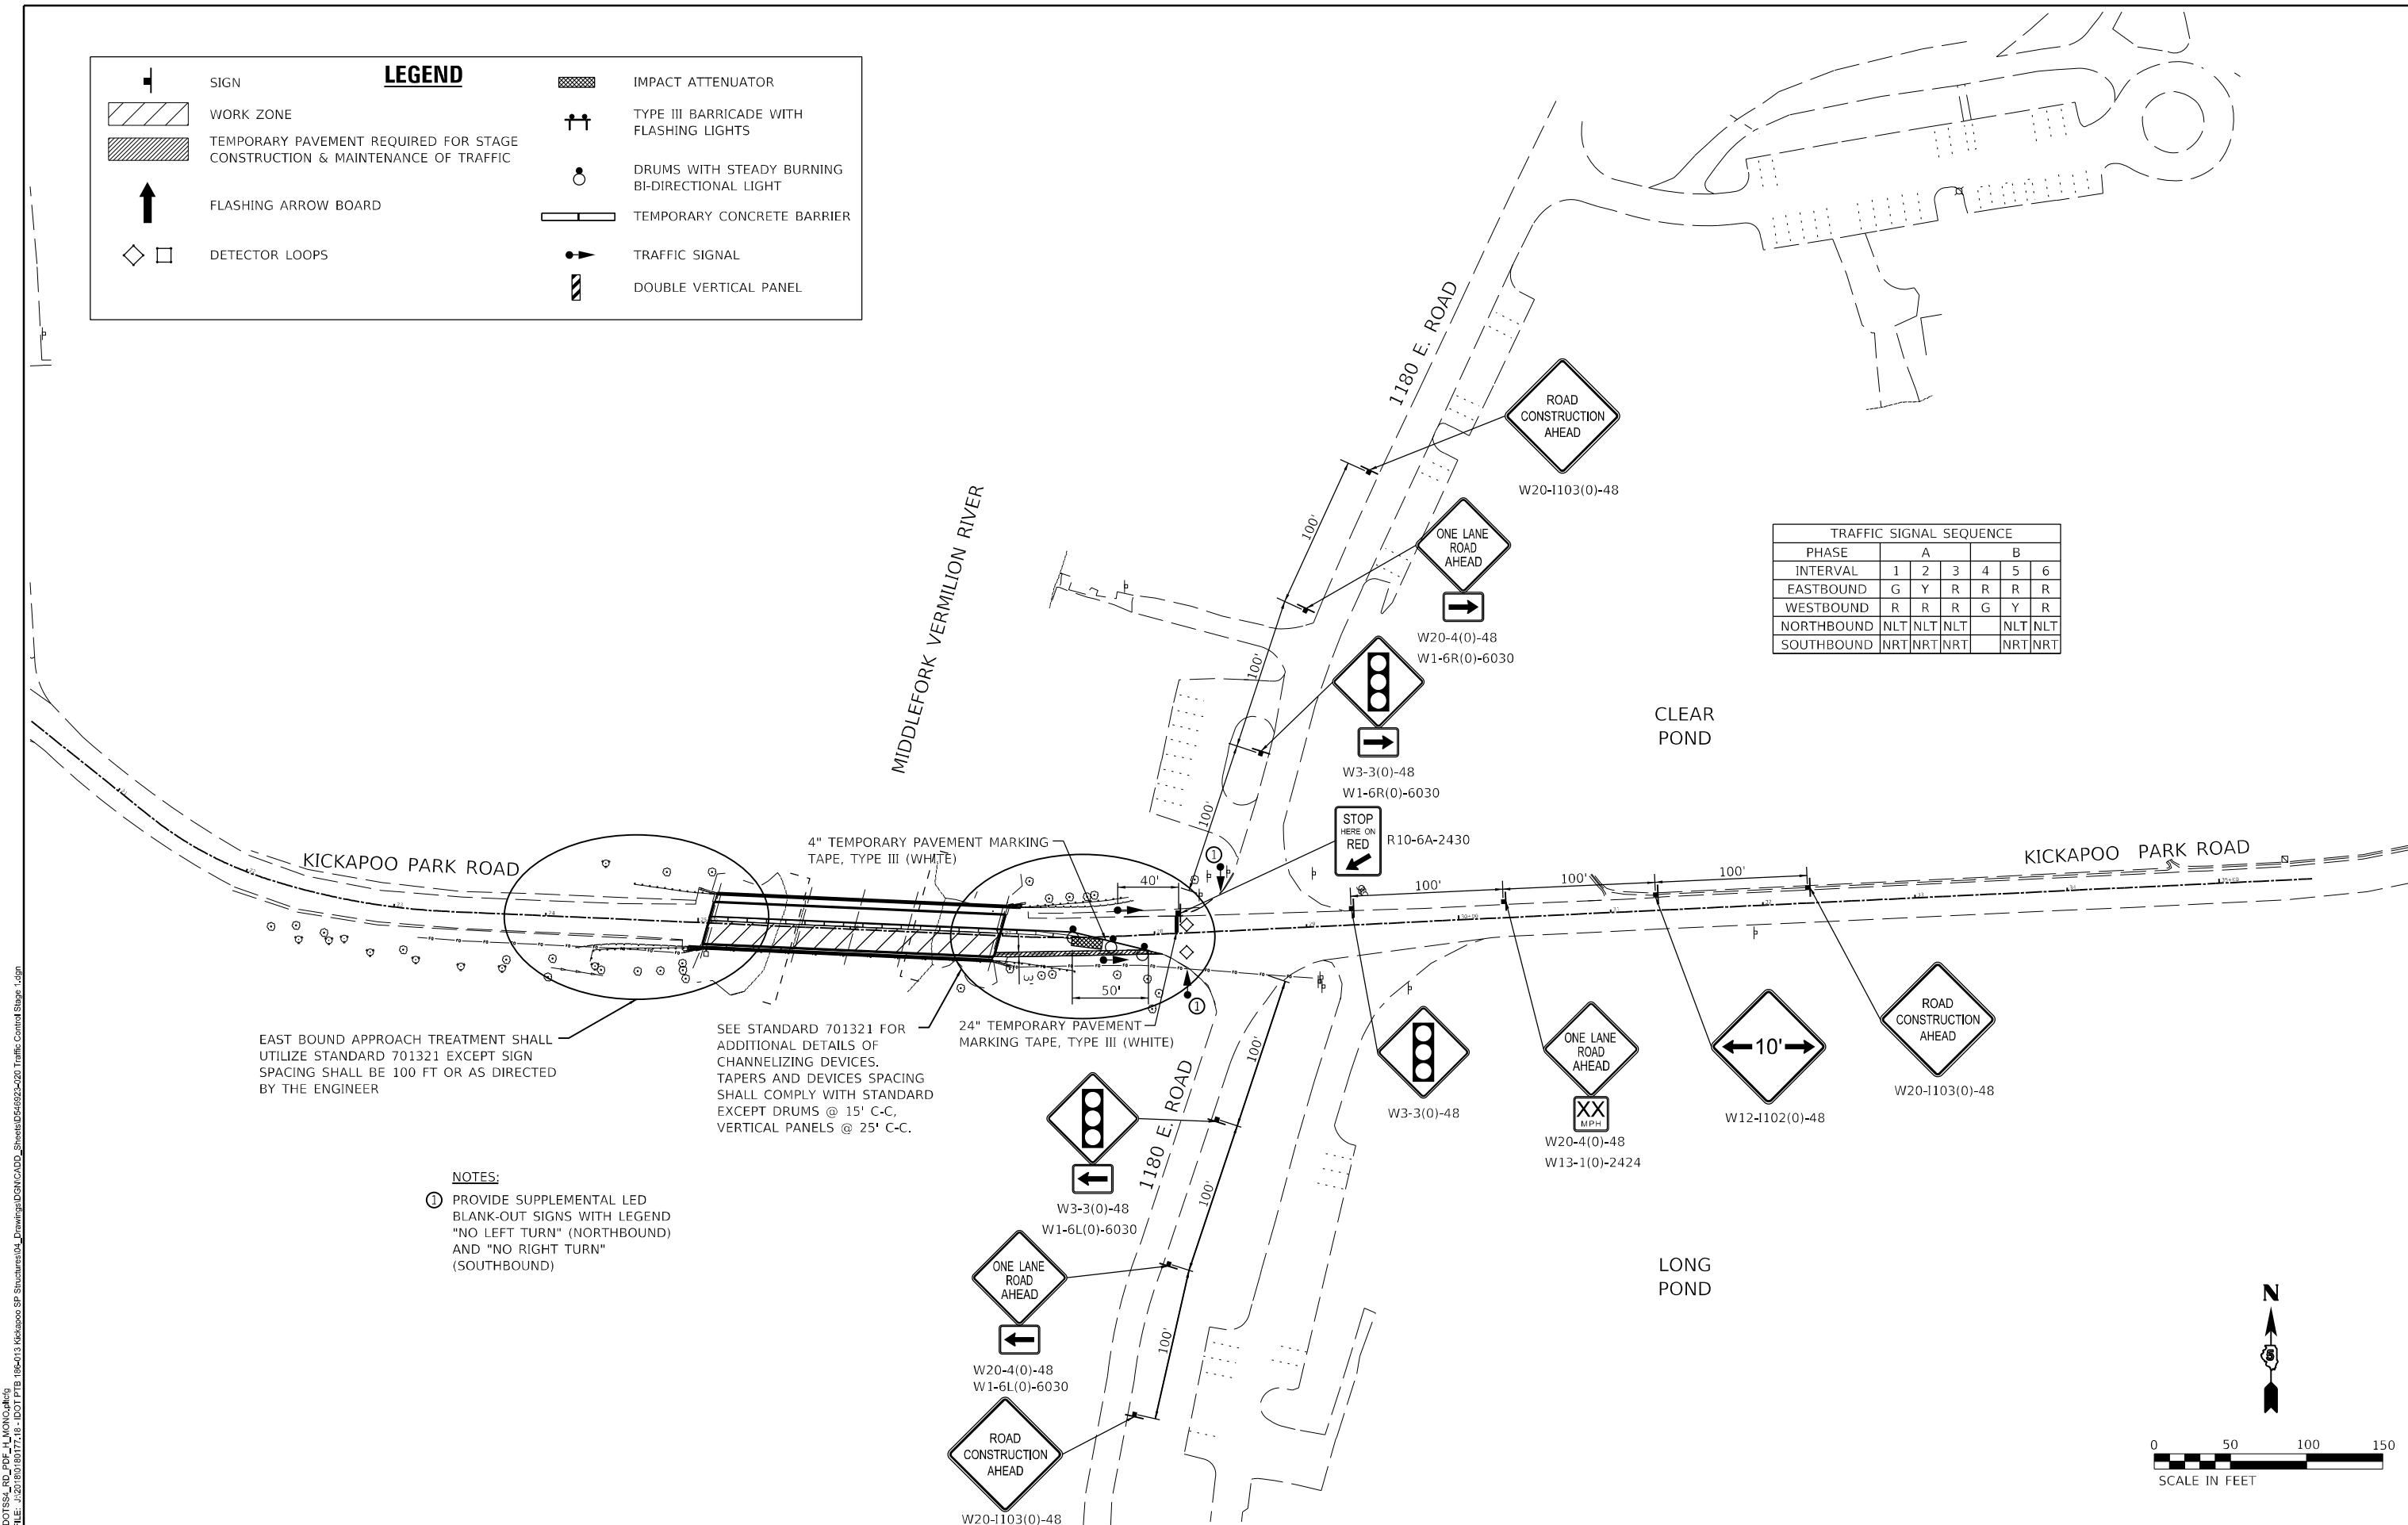 LEGEND
SIGN
WORK ZONE
TEMPORARY PAVEMENT REQUIRED FOR STAGE
CONSTRUCTION & MAINTENANCE OF TRAFFIC
FLASHING ARROW BOARD
DETECTOR LOOPS
IMPACT ATTENUATOR
TYPE III BARRICADE WITH
FLASHING LIGHTS
DRUMS WITH STEADY BURNING
BI-DIRECTIONAL LIGHT
TEMPORARY CONCRETE BARRIER
TRAFFIC SIGNAL
DOUBLE VERTICAL PANEL
1180 E. ROAD
ROAD
CONSTRUCTION
AHEAD
W20-I103(0)-48
100'
ONE LANE
ROAD
AHEAD
W20-4(0)-48
W1-6R(0)-6030
100'
W3-3(0)-48
W1-6R(0)-6030
100'
TRAFFIC SIGNAL SEQUENCE
PHASE A B
INTERVAL 1 2 3 4 5 6
EASTBOUND G Y R R R R
WESTBOUND R R R G Y R
NORTHBOUND NLT NLT NLT NLT NLT
SOUTHBOUND NRT NRT NRT NRT NRT
MIDDLEFORK VERMILION RIVER
CLEAR
POND
STOP
HERE ON
RED
R10-6A-2430
KICKAPOO PARK ROAD
4" TEMPORARY PAVEMENT MARKING
TAPE, TYPE III (WHITE)
40'
1
100'
100'
100'
KICKAPOO PARK ROAD
3'
50'
1
EAST BOUND APPROACH TREATMENT SHALL
UTILIZE STANDARD 701321 EXCEPT SIGN
SPACING SHALL BE 100 FT OR AS DIRECTED
BY THE ENGINEER
SEE STANDARD 701321 FOR
ADDITIONAL DETAILS OF
CHANNELIZING DEVICES.
TAPERS AND DEVICES SPACING
SHALL COMPLY WITH STANDARD
EXCEPT DRUMS @ 15' C-C,
VERTICAL PANELS @ 25' C-C.
24" TEMPORARY PAVEMENT
MARKING TAPE, TYPE III (WHITE)
W3-3(0)-48
ONE LANE
ROAD
AHEAD
XX
MPH
W20-4(0)-48
W13-1(0)-2424
10'
W12-I102(0)-48
ROAD
CONSTRUCTION
AHEAD
W20-I103(0)-48
1180 E. ROAD
100'
W3-3(0)-48
W1-6L(0)-6030
100'
ONE LANE
ROAD
AHEAD
W20-4(0)-48
W1-6L(0)-6030
100'
ROAD
CONSTRUCTION
AHEAD
W20-I103(0)-48
NOTES:
1 PROVIDE SUPPLEMENTAL LED
BLANK-OUT SIGNS WITH LEGEND
"NO LEFT TURN" (NORTHBOUND)
AND "NO RIGHT TURN"
(SOUTHBOUND)
LONG
POND
N
5
0 50 100 150
SCALE IN FEET